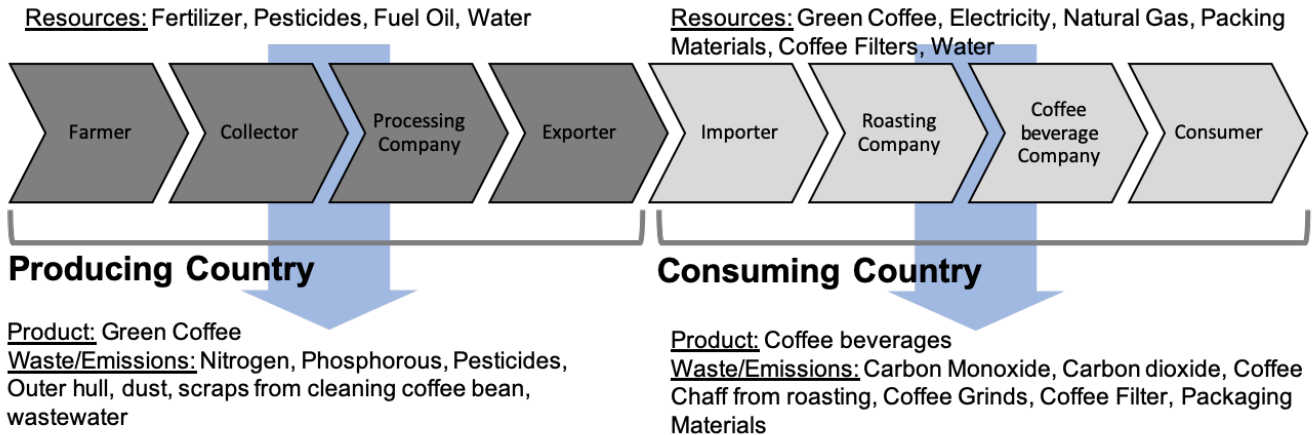 Resources: Fertilizer, Pesticides, Fuel Oil, Water
Resources: Green Coffee, Electricity, Natural Gas, Packing
Materials, Coffee Filters, Water
Farmer
Collector
Processing
Company
Exporter
Importer
Roasting
Company
Coffee
beverage
Company
Consumer
Producing Country
Consuming Country
Product: Green Coffee
Waste/Emissions: Nitrogen, Phosphorous, Pesticides,
Outer hull, dust, scraps from cleaning coffee bean,
wastewater
Product: Coffee beverages
Waste/Emissions: Carbon Monoxide, Carbon dioxide, Coffee
Chaff from roasting, Coffee Grinds, Coffee Filter, Packaging
Materials